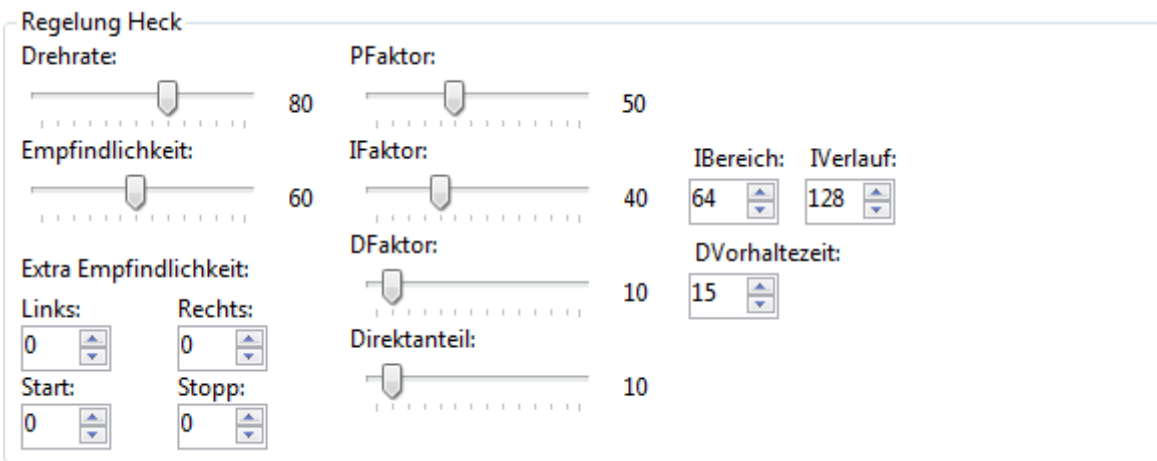 Regelung Heck
Drehrate: PFaktor:
80 50
Empfindlichkeit: IFaktor: IBereich: IVerlauf:
60 40 64 128
DFaktor: DVorhaltezeit:
Extra Empfindlichkeit:
10 15
Links: Rechts:
0 0
Direktanteil:
Start: Stopp:
10
0 0